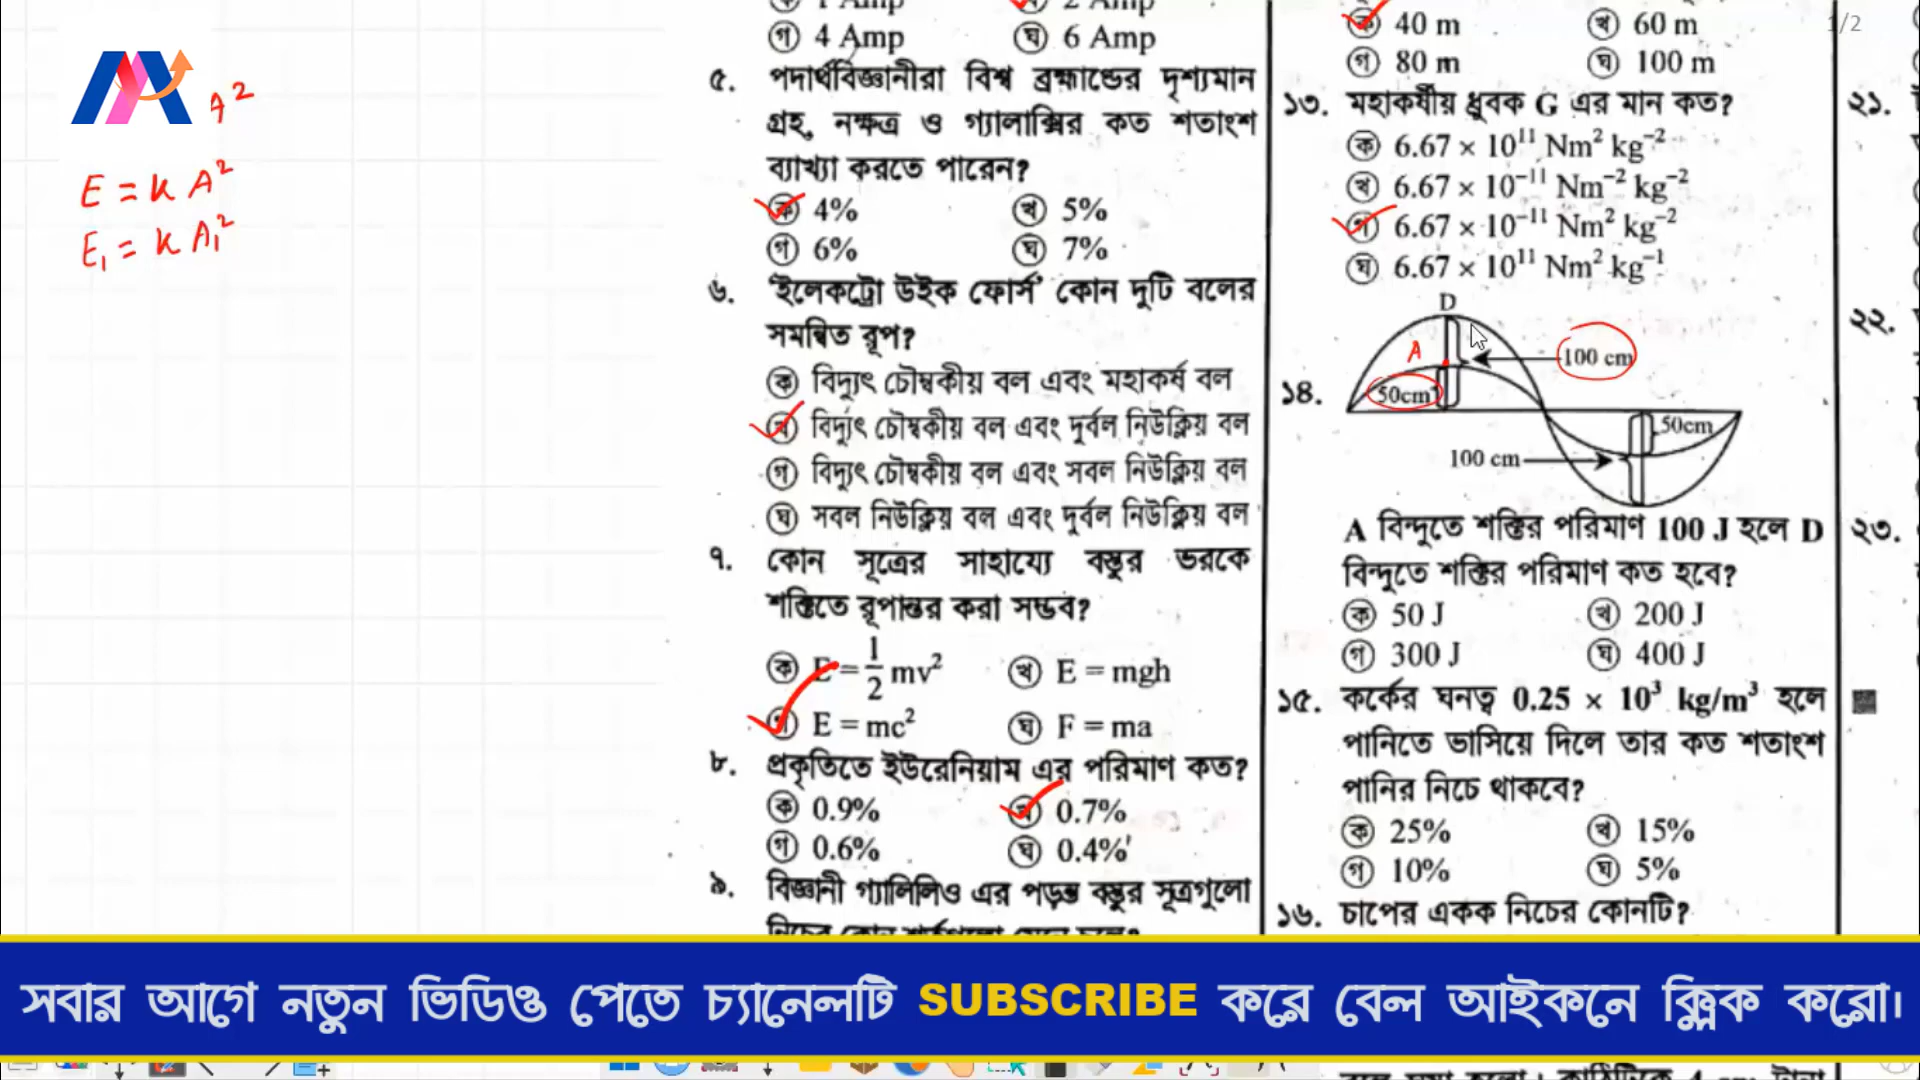 A²
E = k A²
E₁ = k A₁²
গ 4 Amp ঘ 6 Amp
৫. পদার্থবিজ্ঞানীরা বিশ্ব ব্রহ্মাণ্ডের দৃশ্যমান
গ্রহ, নক্ষত্র ও গ্যালাক্সির কত শতাংশ
ব্যাখ্যা করতে পারেন?
ক 4% খ 5%
গ 6% ঘ 7%
৬. 'ইলেকট্রো উইক ফোর্স' কোন দুটি বলের
সমন্বিত রূপ?
ক বিদ্যুৎ চৌম্বকীয় বল এবং মহাকর্ষ বল
খ বিদ্যুৎ চৌম্বকীয় বল এবং দুর্বল নিউক্লিয় বল
গ বিদ্যুৎ চৌম্বকীয় বল এবং সবল নিউক্লিয় বল
ঘ সবল নিউক্লিয় বল এবং দুর্বল নিউক্লিয় বল
৭. কোন সূত্রের সাহায্যে বস্তুর ভরকে
শক্তিতে রূপান্তর করা সম্ভব?
ক E = 1/2 mv² খ E = mgh
গ E = mc² ঘ F = ma
৮. প্রকৃতিতে ইউরেনিয়াম এর পরিমাণ কত?
ক 0.9% খ 0.7%
গ 0.6% ঘ 0.4%
৯. বিজ্ঞানী গ্যালিলিও এর পড়ন্ত বস্তুর সূত্রগুলো
ক 40 m খ 60 m
গ 80 m ঘ 100 m
1/2
১৩. মহাকর্ষীয় ধ্রুবক G এর মান কত?
ক 6.67 × 10¹¹ Nm² kg⁻²
খ 6.67 × 10⁻¹¹ Nm⁻² kg⁻²
গ 6.67 × 10⁻¹¹ Nm² kg⁻²
ঘ 6.67 × 10¹¹ Nm² kg⁻¹
D
A
100 cm
১৪.
50cm
50cm
100 cm
A বিন্দুতে শক্তির পরিমাণ 100 J হলে D
বিন্দুতে শক্তির পরিমাণ কত হবে?
ক 50 J খ 200 J
গ 300 J ঘ 400 J
১৫. কর্কের ঘনত্ব 0.25 × 10³ kg/m³ হলে
পানিতে ভাসিয়ে দিলে তার কত শতাংশ
পানির নিচে থাকবে?
ক 25% খ 15%
গ 10% ঘ 5%
১৬. চাপের একক নিচের কোনটি?
২১.
২২.
২৩.
সবার আগে নতুন ভিডিও পেতে চ্যানেলটি SUBSCRIBE করে বেল আইকনে ক্লিক করো।